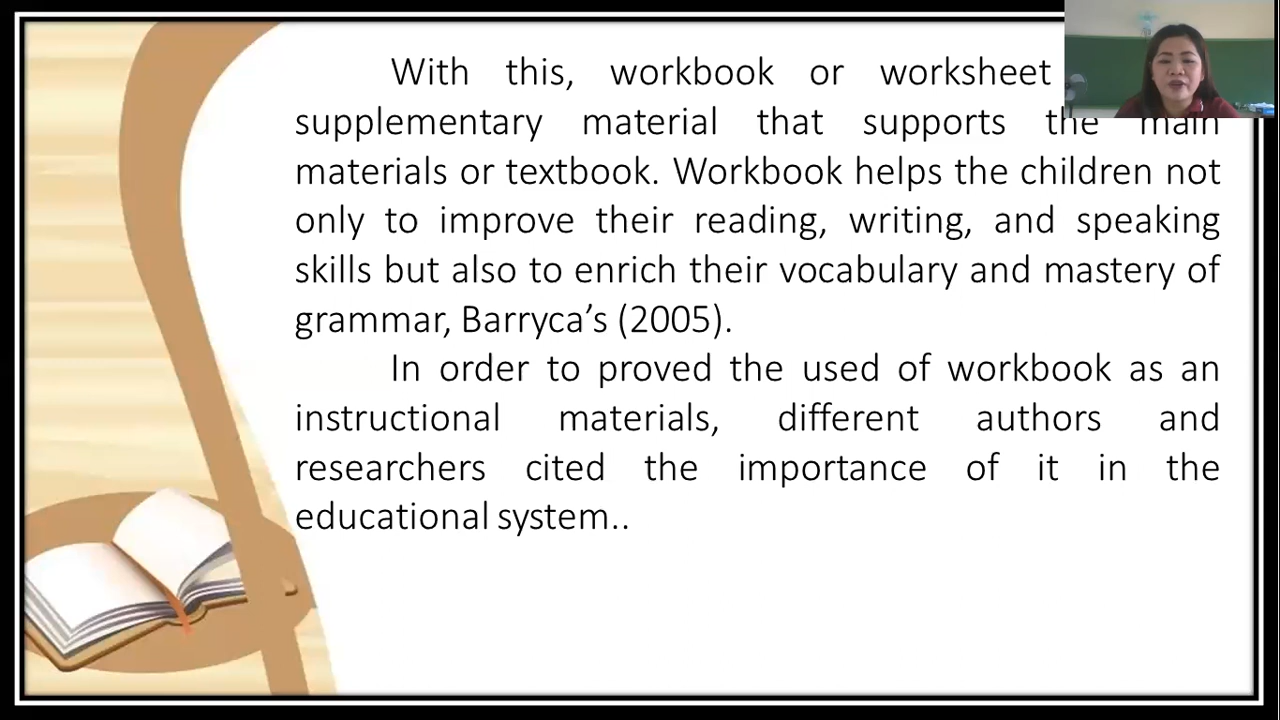 With this, workbook or worksheet
supplementary material that supports the main
materials or textbook. Workbook helps the children not
only to improve their reading, writing, and speaking
skills but also to enrich their vocabulary and mastery of
grammar, Barryca’s (2005).
In order to proved the used of workbook as an
instructional materials, different authors and
researchers cited the importance of it in the
educational system..